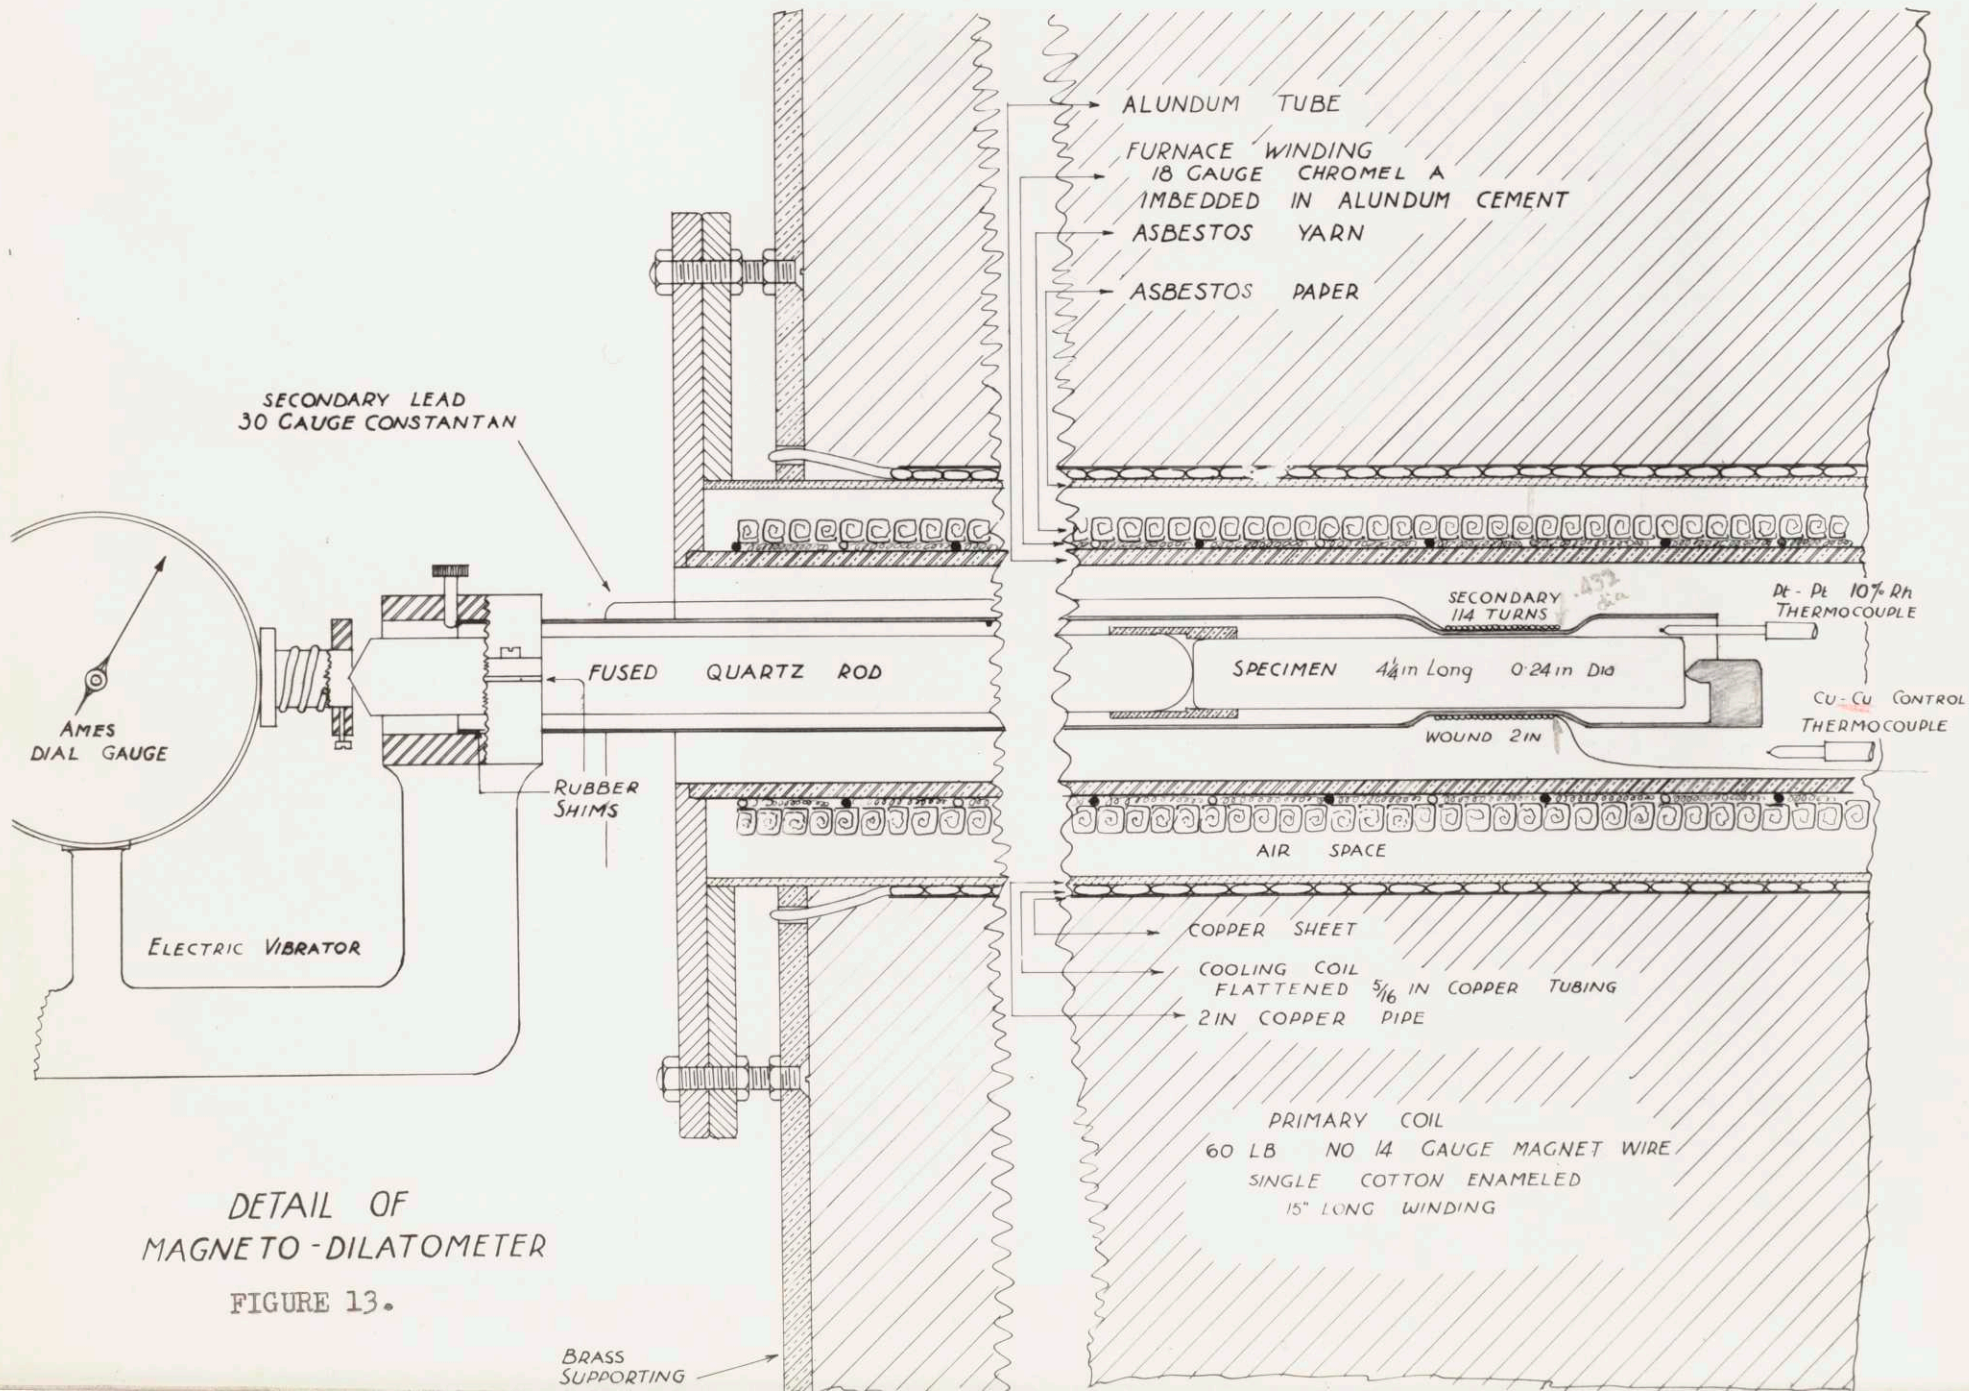 ALUNDUM TUBE
FURNACE WINDING
18 GAUGE CHROMEL A
IMBEDDED IN ALUNDUM CEMENT
ASBESTOS YARN
ASBESTOS PAPER
SECONDARY LEAD
30 GAUGE CONSTANTAN
AMES
DIAL GAUGE
FUSED QUARTZ ROD
RUBBER
SHIMS
ELECTRIC VIBRATOR
SECONDARY
114 TURNS
.432
dia
SPECIMEN 4¼ in Long 0.24 in Dia
WOUND 2 IN
Pt - Pt 10% Rh
THERMOCOUPLE
Cu-Cu CONTROL
THERMOCOUPLE
AIR SPACE
COPPER SHEET
COOLING COIL
FLATTENED 5/16 IN COPPER TUBING
2 IN COPPER PIPE
PRIMARY COIL
60 LB NO 14 GAUGE MAGNET WIRE
SINGLE COTTON ENAMELED
15" LONG WINDING
DETAIL OF
MAGNETO-DILATOMETER
FIGURE 13.
BRASS
SUPPORTING